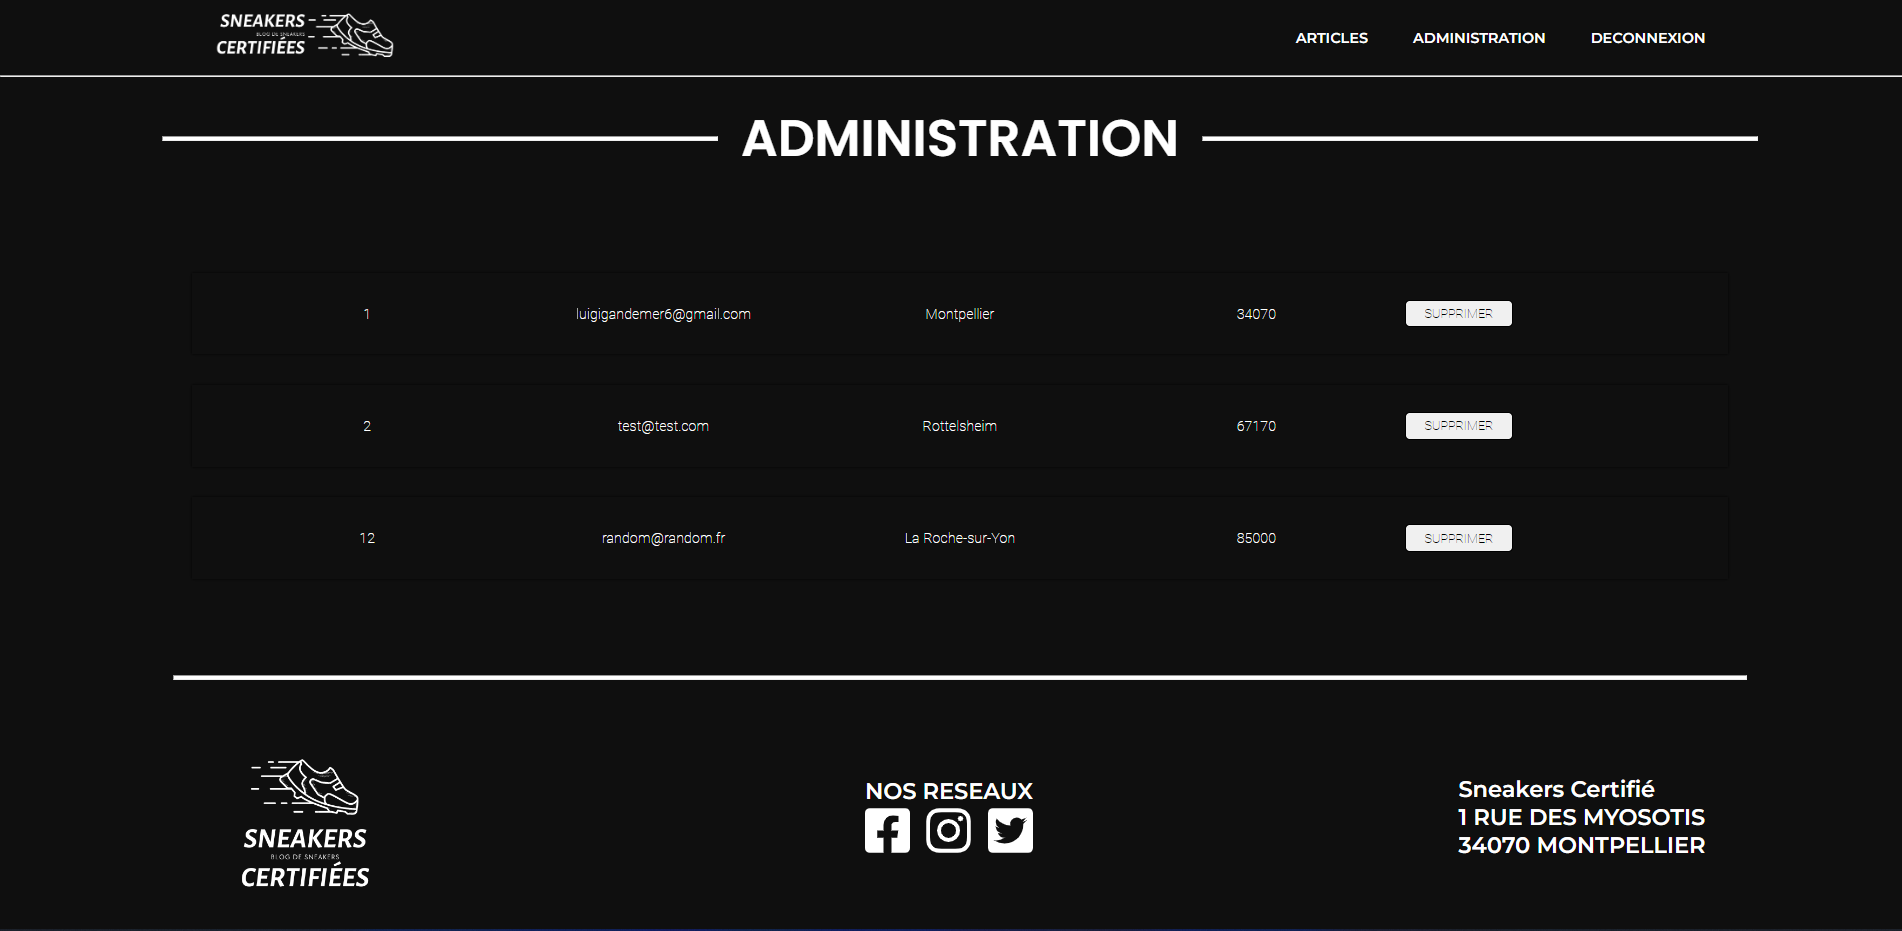 SNEAKERS
BLOG DE SNEAKERS
CERTIFIÉES
ARTICLES ADMINISTRATION DECONNEXION
ADMINISTRATION
1 luigigandemer6@gmail.com Montpellier 34070 SUPPRIMER
2 test@test.com Rottelsheim 67170 SUPPRIMER
12 random@random.fr La Roche-sur-Yon 85000 SUPPRIMER
SNEAKERS
BLOG DE SNEAKERS
CERTIFIÉES
NOS RESEAUX
Sneakers Certifié
1 RUE DES MYOSOTIS
34070 MONTPELLIER